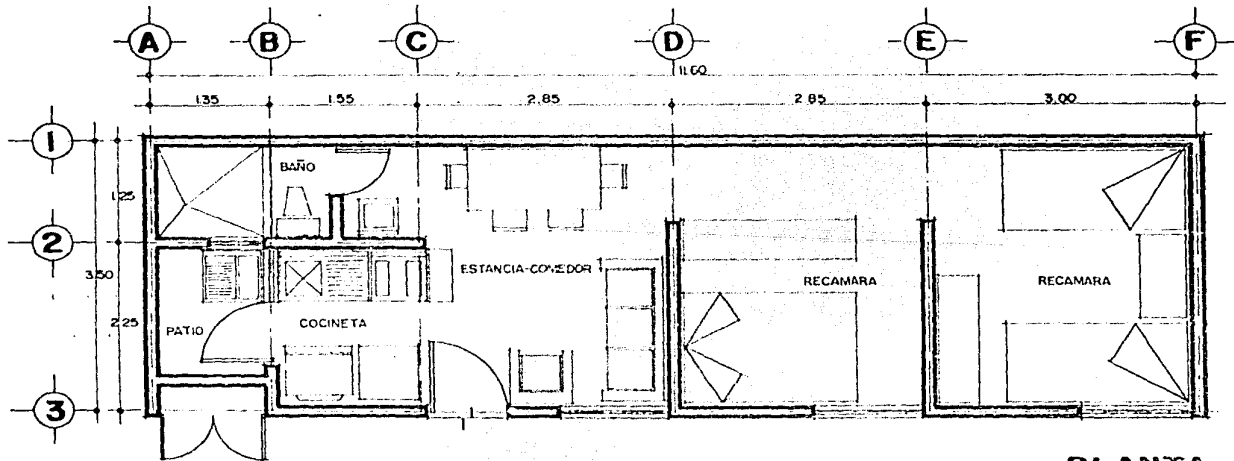 A B C D E F
11.60
1.35 1.55 2.85 2.85 3.00
1
BAÑO
1.25
2
3.50
ESTANCIA-COMEDOR
RECAMARA
RECAMARA
2.25
PATIO
COCINETA
3
PLANTA